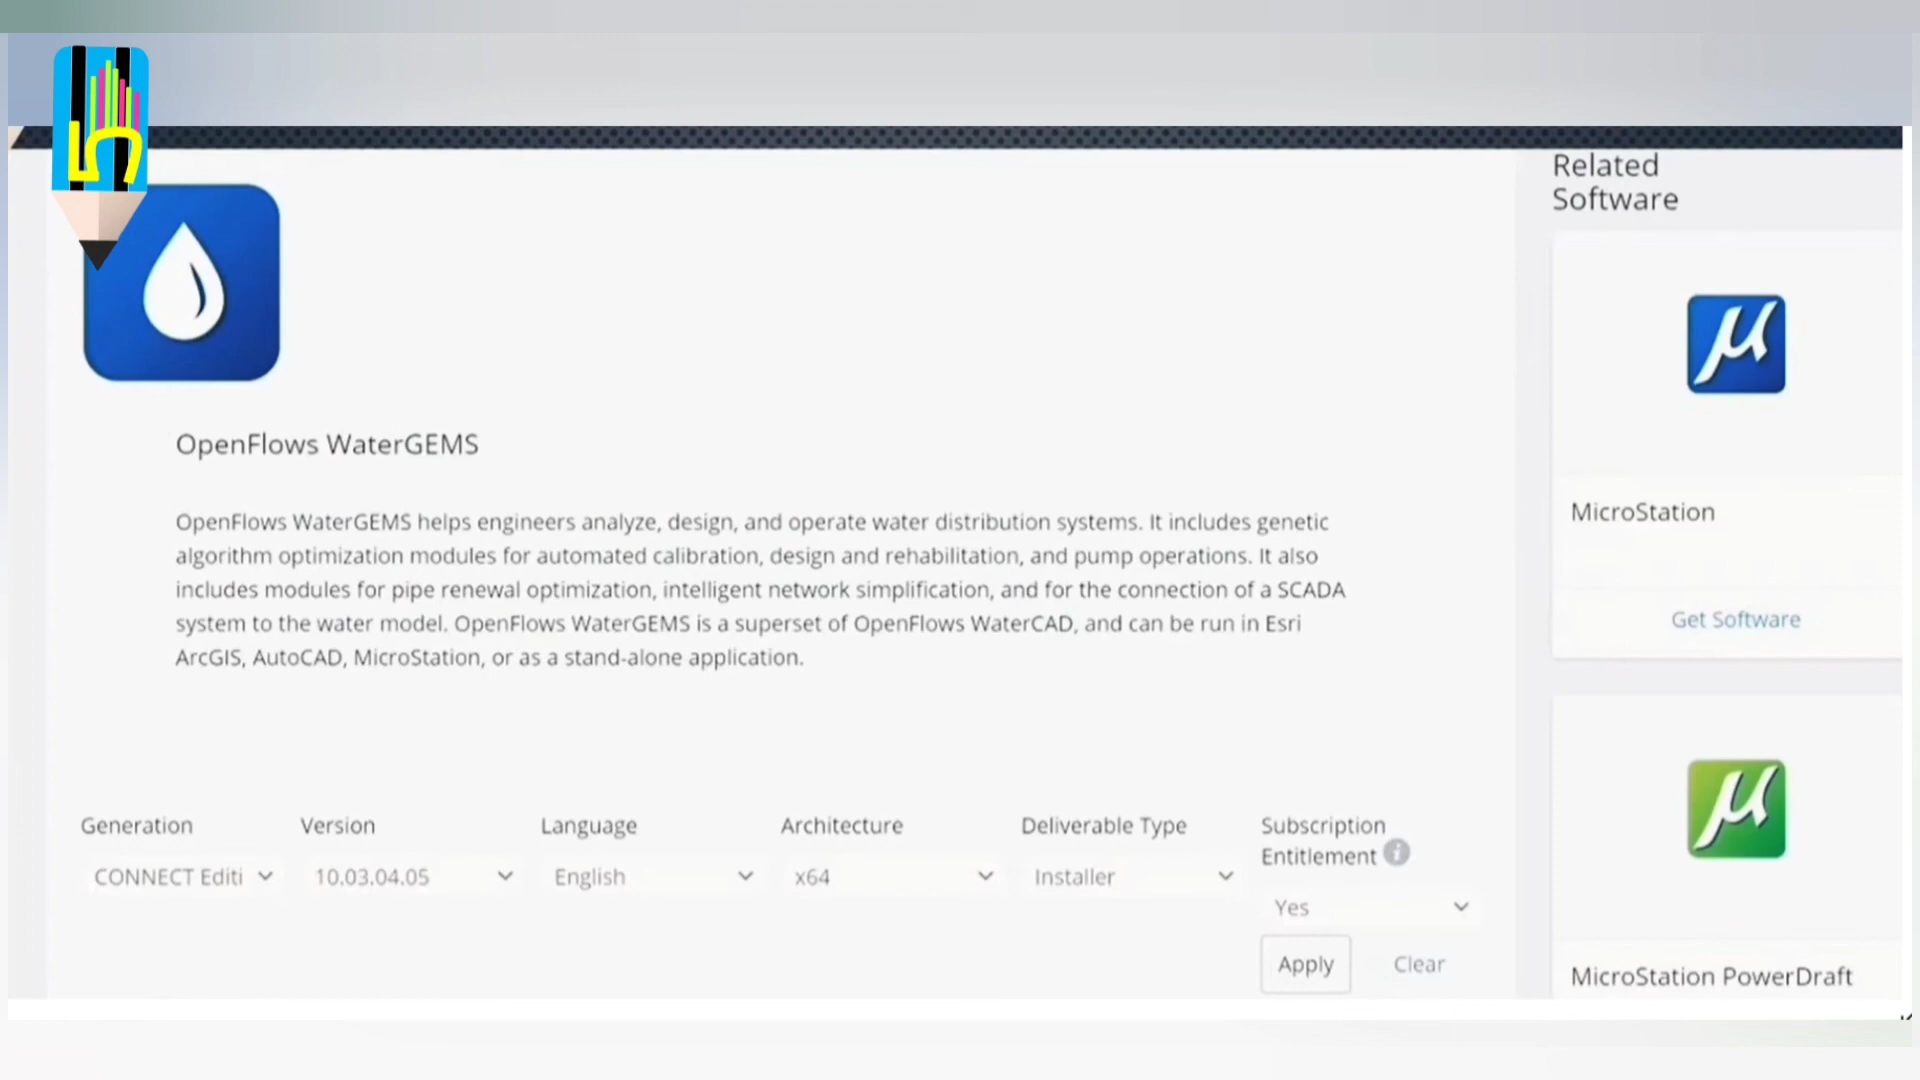 Related
Software
OpenFlows WaterGEMS
OpenFlows WaterGEMS helps engineers analyze, design, and operate water distribution systems. It includes genetic
algorithm optimization modules for automated calibration, design and rehabilitation, and pump operations. It also
includes modules for pipe renewal optimization, intelligent network simplification, and for the connection of a SCADA
system to the water model. OpenFlows WaterGEMS is a superset of OpenFlows WaterCAD, and can be run in Esri
ArcGIS, AutoCAD, MicroStation, or as a stand-alone application.
MicroStation
Get Software
Generation
CONNECT Editi
Version
10.03.04.05
Language
English
Architecture
x64
Deliverable Type
Installer
Subscription
Entitlement
Yes
Apply
Clear
MicroStation PowerDraft